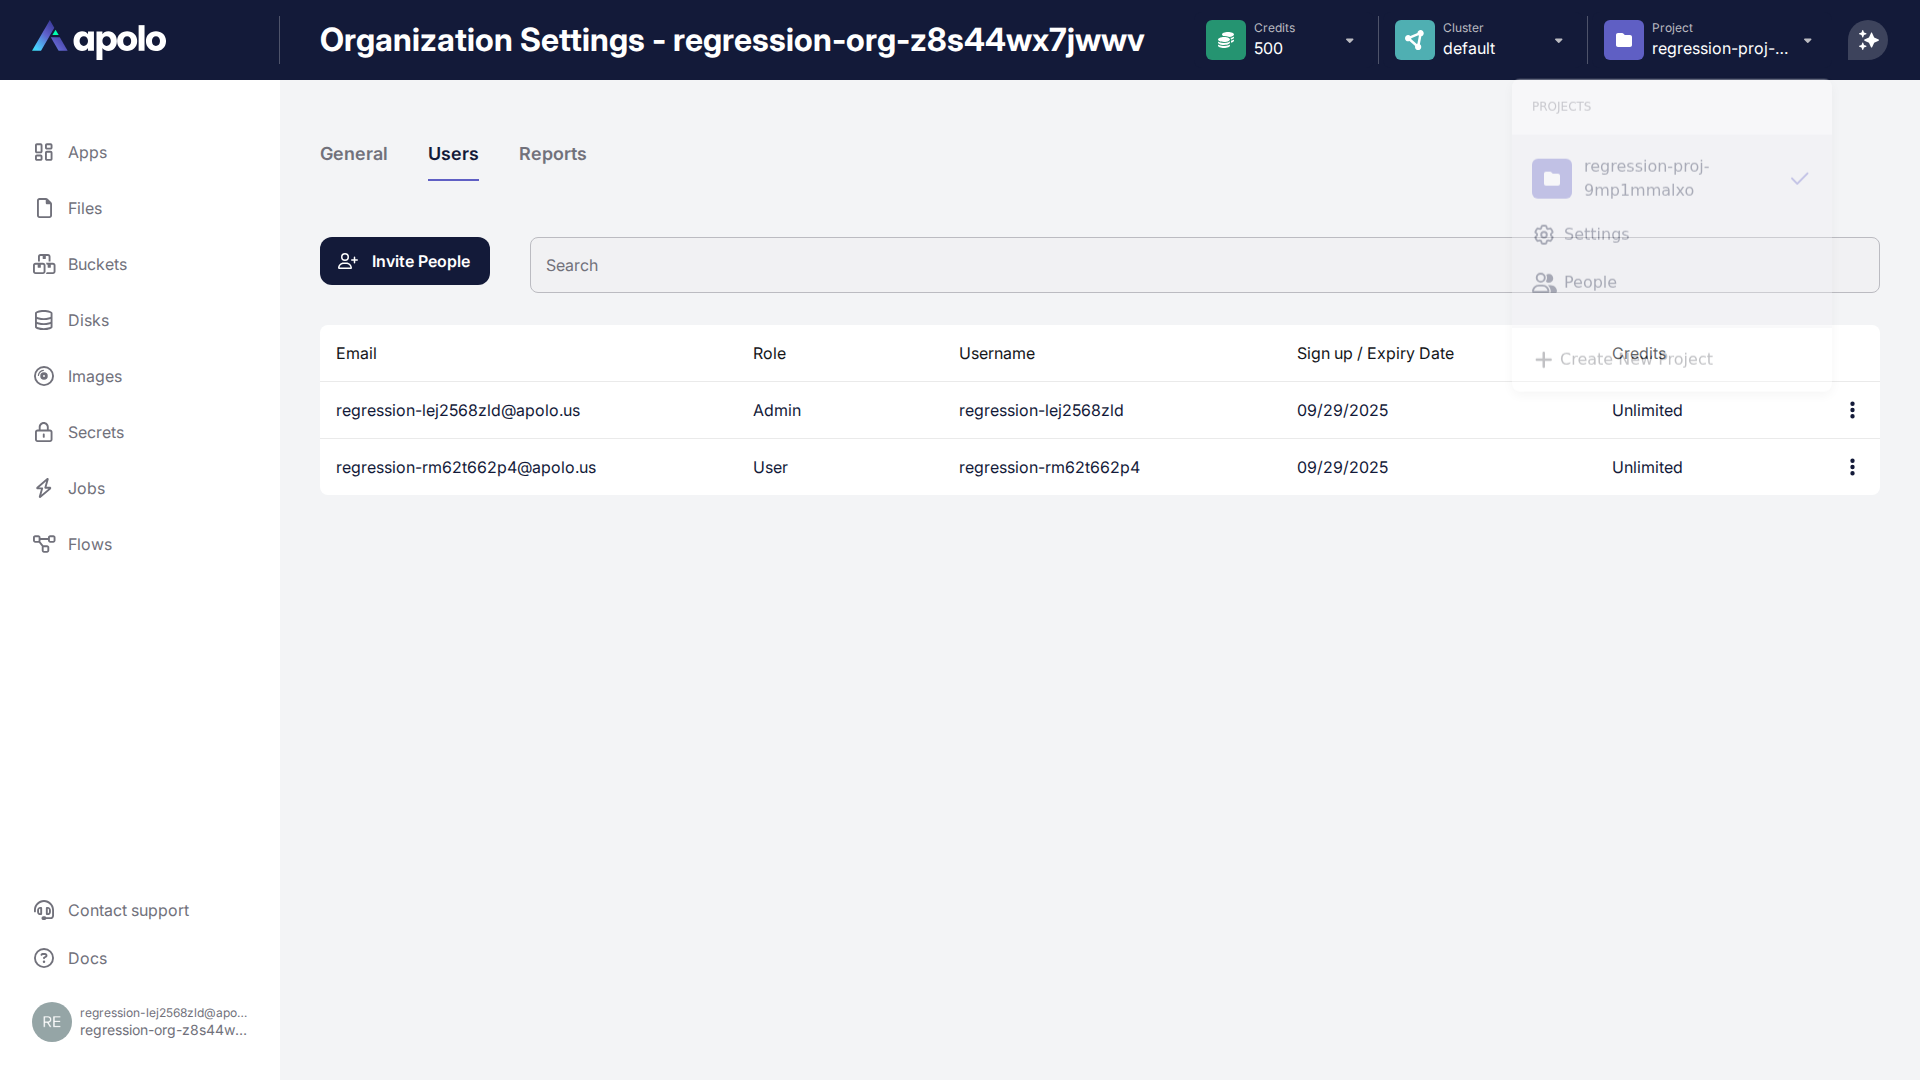 apolo
Organization Settings - regression-org-z8s44wx7jwwv
Credits
500
Cluster
default
Project
regression-proj-...
PROJECTS
regression-proj-
9mp1mmalxo
Settings
People
Create New Project
Apps
Files
Buckets
Disks
Images
Secrets
Jobs
Flows
General Users Reports
Invite People
Search
Email Role Username Sign up / Expiry Date Credits
regression-lej2568zld@apolo.us Admin regression-lej2568zld 09/29/2025 Unlimited
regression-rm62t662p4@apolo.us User regression-rm62t662p4 09/29/2025 Unlimited
Contact support
Docs
RE
regression-lej2568zld@apo...
regression-org-z8s44w...